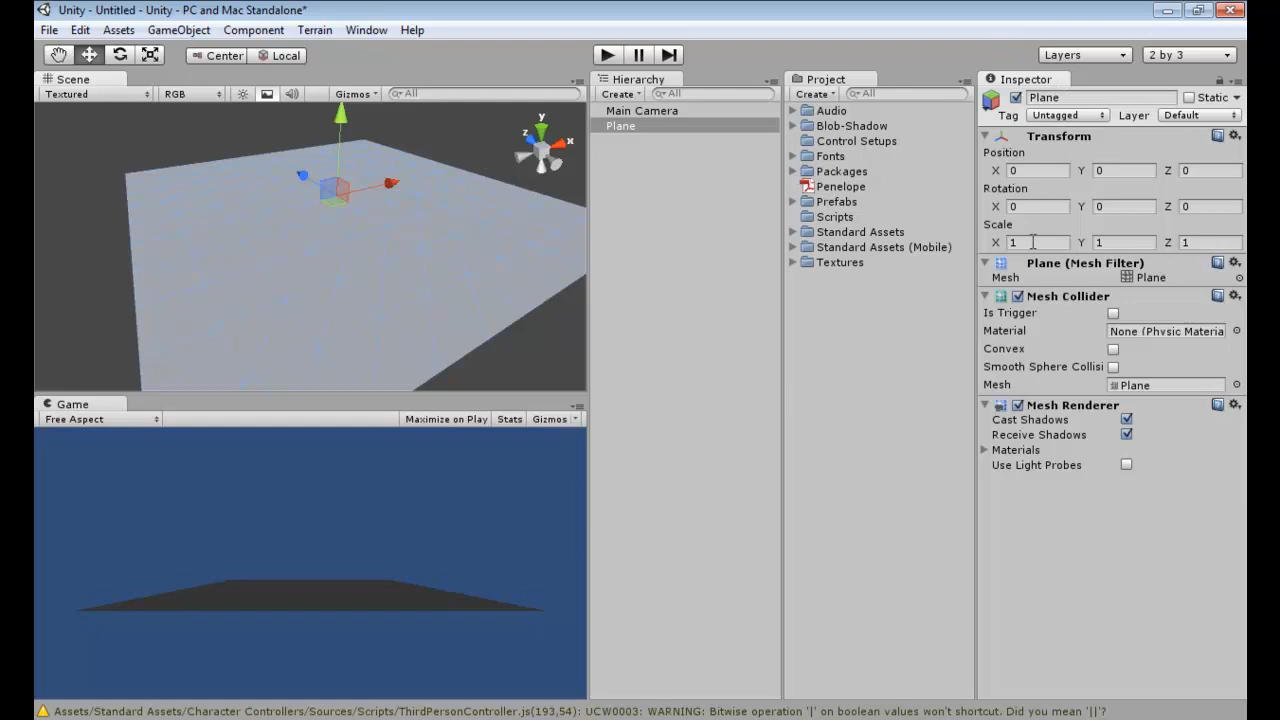 Unity - Untitled - Unity - PC and Mac Standalone*
File Edit Assets GameObject Component Terrain Window Help
Center Local Layers 2 by 3
Scene
Textured RGB Gizmos All
y
z x
Game
Free Aspect Maximize on Play Stats Gizmos
Hierarchy
Create All
Main Camera
Plane
Project
Create All
Audio
Blob-Shadow
Control Setups
Fonts
Packages
Penelope
Prefabs
Scripts
Standard Assets
Standard Assets (Mobile)
Textures
Inspector
Plane Static
Tag Untagged Layer Default
Transform
Position
X 0 Y 0 Z 0
Rotation
X 0 Y 0 Z 0
Scale
X 1 Y 1 Z 1
Plane (Mesh Filter)
Mesh Plane
Mesh Collider
Is Trigger
Material None (Physic Materia
Convex
Smooth Sphere Collisi
Mesh Plane
Mesh Renderer
Cast Shadows
Receive Shadows
Materials
Use Light Probes
Assets/Standard Assets/Character Controllers/Sources/Scripts/ThirdPersonController.js(193,54): UCW0003: WARNING: Bitwise operation '|' on boolean values won't shortcut. Did you mean '||'?